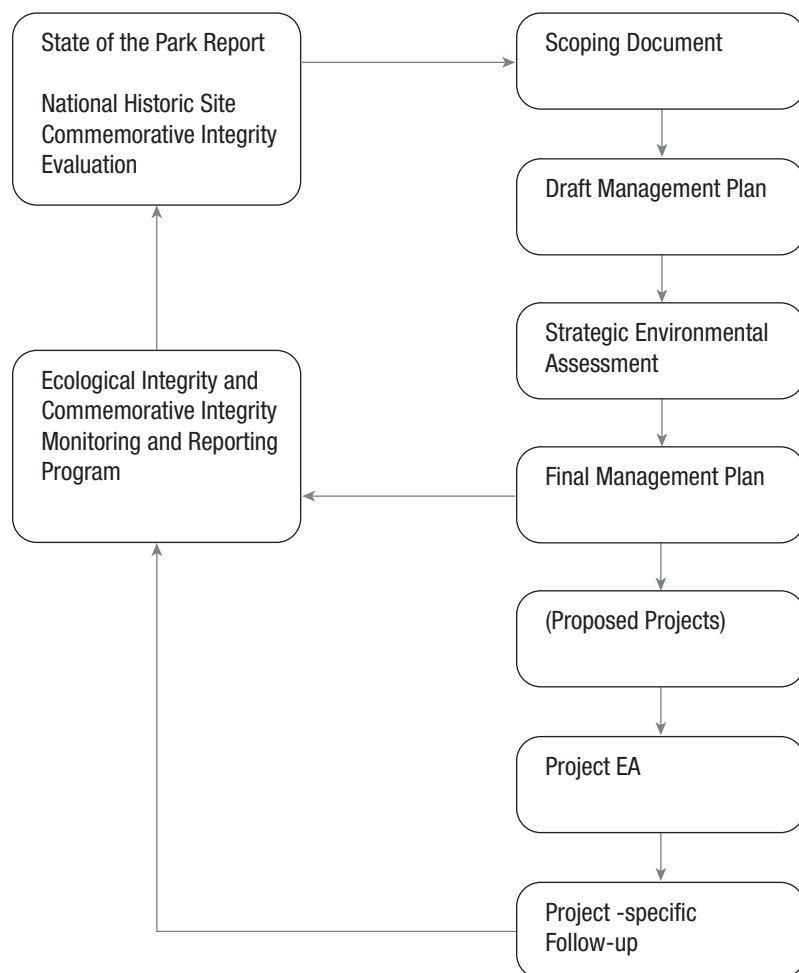 State of the Park Report
National Historic Site
Commemorative Integrity
Evaluation
Scoping Document
Draft Management Plan
Strategic Environmental
Assessment
Ecological Integrity and
Commemorative Integrity
Monitoring and Reporting
Program
Final Management Plan
(Proposed Projects)
Project EA
Project -specific
Follow-up